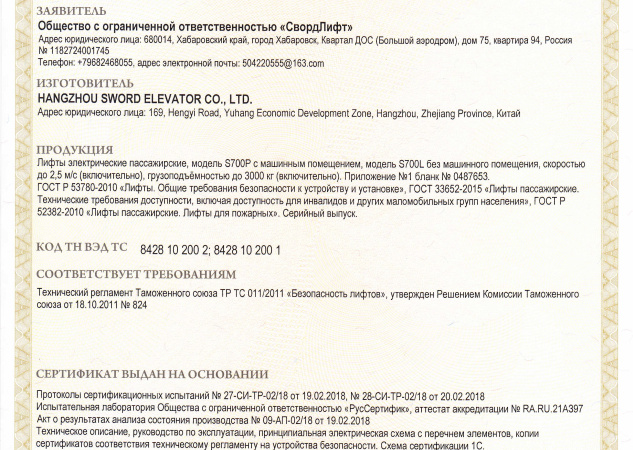 ЗАЯВИТЕЛЬ
Общество с ограниченной ответственностью «СвордЛифт»
Адрес юридического лица: 680014, Хабаровский край, город Хабаровск, Квартал ДОС (Большой аэродром), дом 75, квартира 94, Россия
№ 1182724001745
Телефон: +79682468055, адрес электронной почты: 504220555@163.com
ИЗГОТОВИТЕЛЬ
HANGZHOU SWORD ELEVATOR CO., LTD.
Адрес юридического лица: 169, Hengyi Road, Yuhang Economic Development Zone, Hangzhou, Zhejiang Province, Китай
ПРОДУКЦИЯ
Лифты электрические пассажирские, модель S700P с машинным помещением, модель S700L без машинного помещения, скоростью
до 2,5 м/с (включительно), грузоподъёмностью до 3000 кг (включительно). Приложение №1 бланк № 0487653.
ГОСТ Р 53780-2010 «Лифты. Общие требования безопасности к устройству и установке», ГОСТ 33652-2015 «Лифты пассажирские.
Технические требования доступности, включая доступность для инвалидов и других маломобильных групп населения», ГОСТ Р
52382-2010 «Лифты пассажирские. Лифты для пожарных». Серийный выпуск.
КОД ТН ВЭД ТС 8428 10 200 2; 8428 10 200 1
СООТВЕТСТВУЕТ ТРЕБОВАНИЯМ
Технический регламент Таможенного союза ТР ТС 011/2011 «Безопасность лифтов», утвержден Решением Комиссии Таможенного
союза от 18.10.2011 № 824
СЕРТИФИКАТ ВЫДАН НА ОСНОВАНИИ
Протоколы сертификационных испытаний № 27-СИ-ТР-02/18 от 19.02.2018, № 28-СИ-ТР-02/18 от 20.02.2018
Испытательная лаборатория Общества с ограниченной ответственностью «РусСертифик», аттестат аккредитации № RA.RU.21АЗ97
Акт о результатах анализа состояния производства № 09-АП-02/18 от 19.02.2018
Техническое описание, руководство по эксплуатации, принципиальная электрическая схема с перечнем элементов, копии
сертификатов соответствия техническому регламенту на устройства безопасности. Схема сертификации 1С.